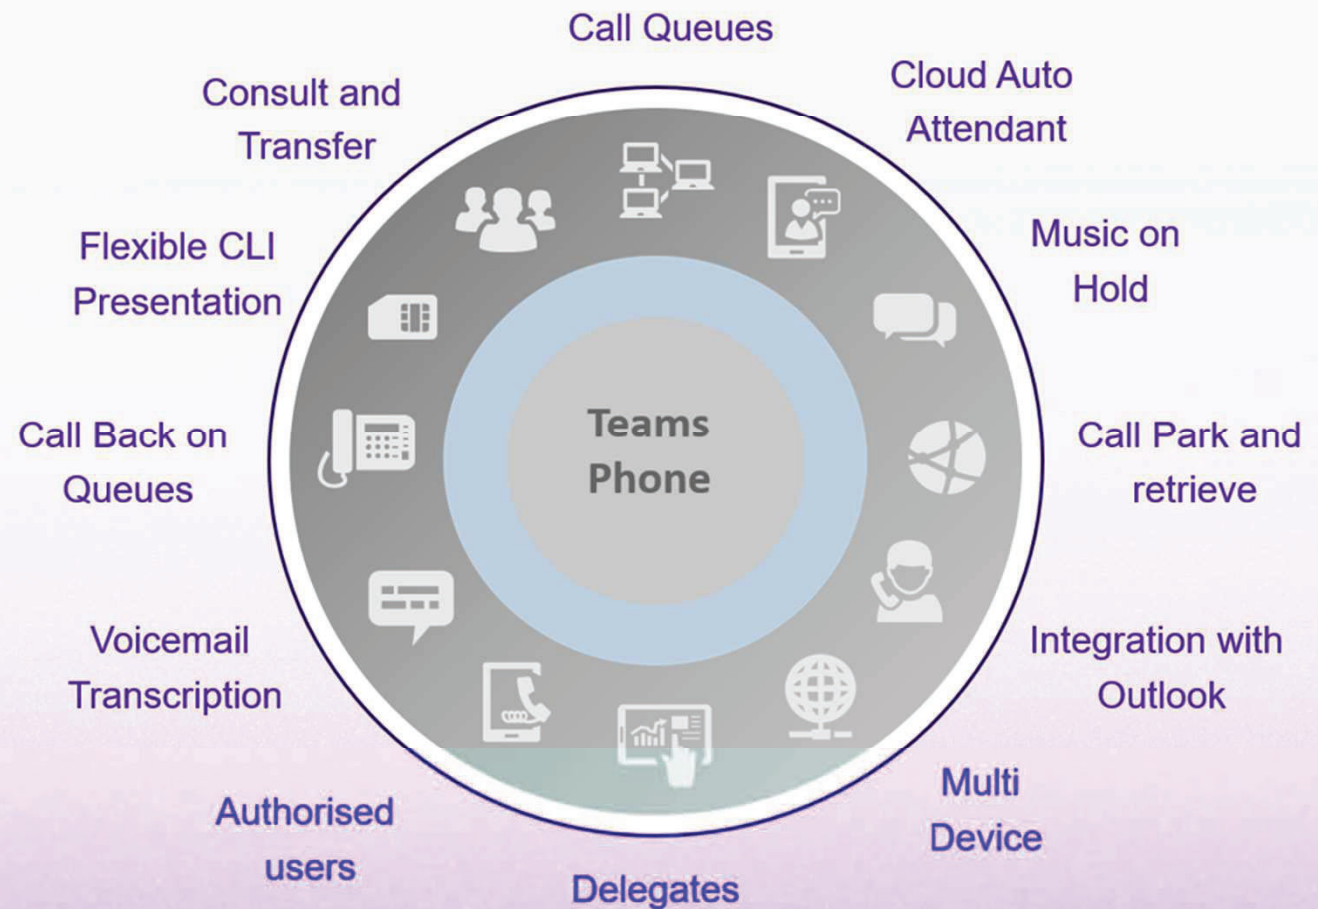 Call Queues
Cloud Auto
Attendant
Music on
Hold
Call Park and
retrieve
Integration with
Outlook
Multi
Device
Delegates
Authorised
users
Voicemail
Transcription
Call Back on
Queues
Flexible CLI
Presentation
Consult and
Transfer
Teams
Phone